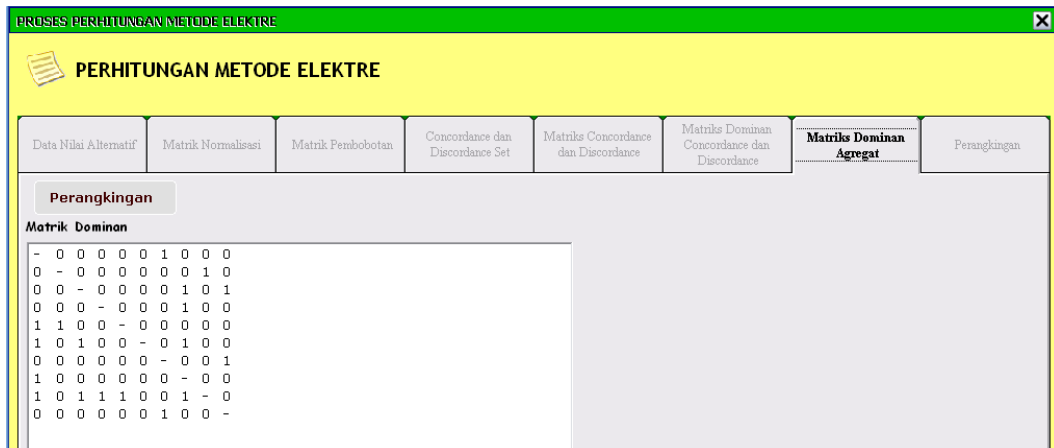 PROSES PERHITUNGAN METODE ELEKTRE
PERHITUNGAN METODE ELEKTRE
Data Nilai Alternatif
Matrik Normalisasi
Matrik Pembobotan
Concordance dan
Discordance Set
Matriks Concordance
dan Discordance
Matriks Dominan
Concordance dan
Discordance
Matriks Dominan
Agregat
Perangkingan
Perangkingan
Matrik Dominan
- 0 0 0 0 0 1 0 0 0
0 - 0 0 0 0 0 0 1 0
0 0 - 0 0 0 0 1 0 1
0 0 0 - 0 0 0 1 0 0
1 1 0 0 - 0 0 0 0 0
1 0 1 0 0 - 0 1 0 0
0 0 0 0 0 0 - 0 0 1
1 0 0 0 0 0 0 - 0 0
1 0 1 1 1 0 0 1 - 0
0 0 0 0 0 0 1 0 0 -